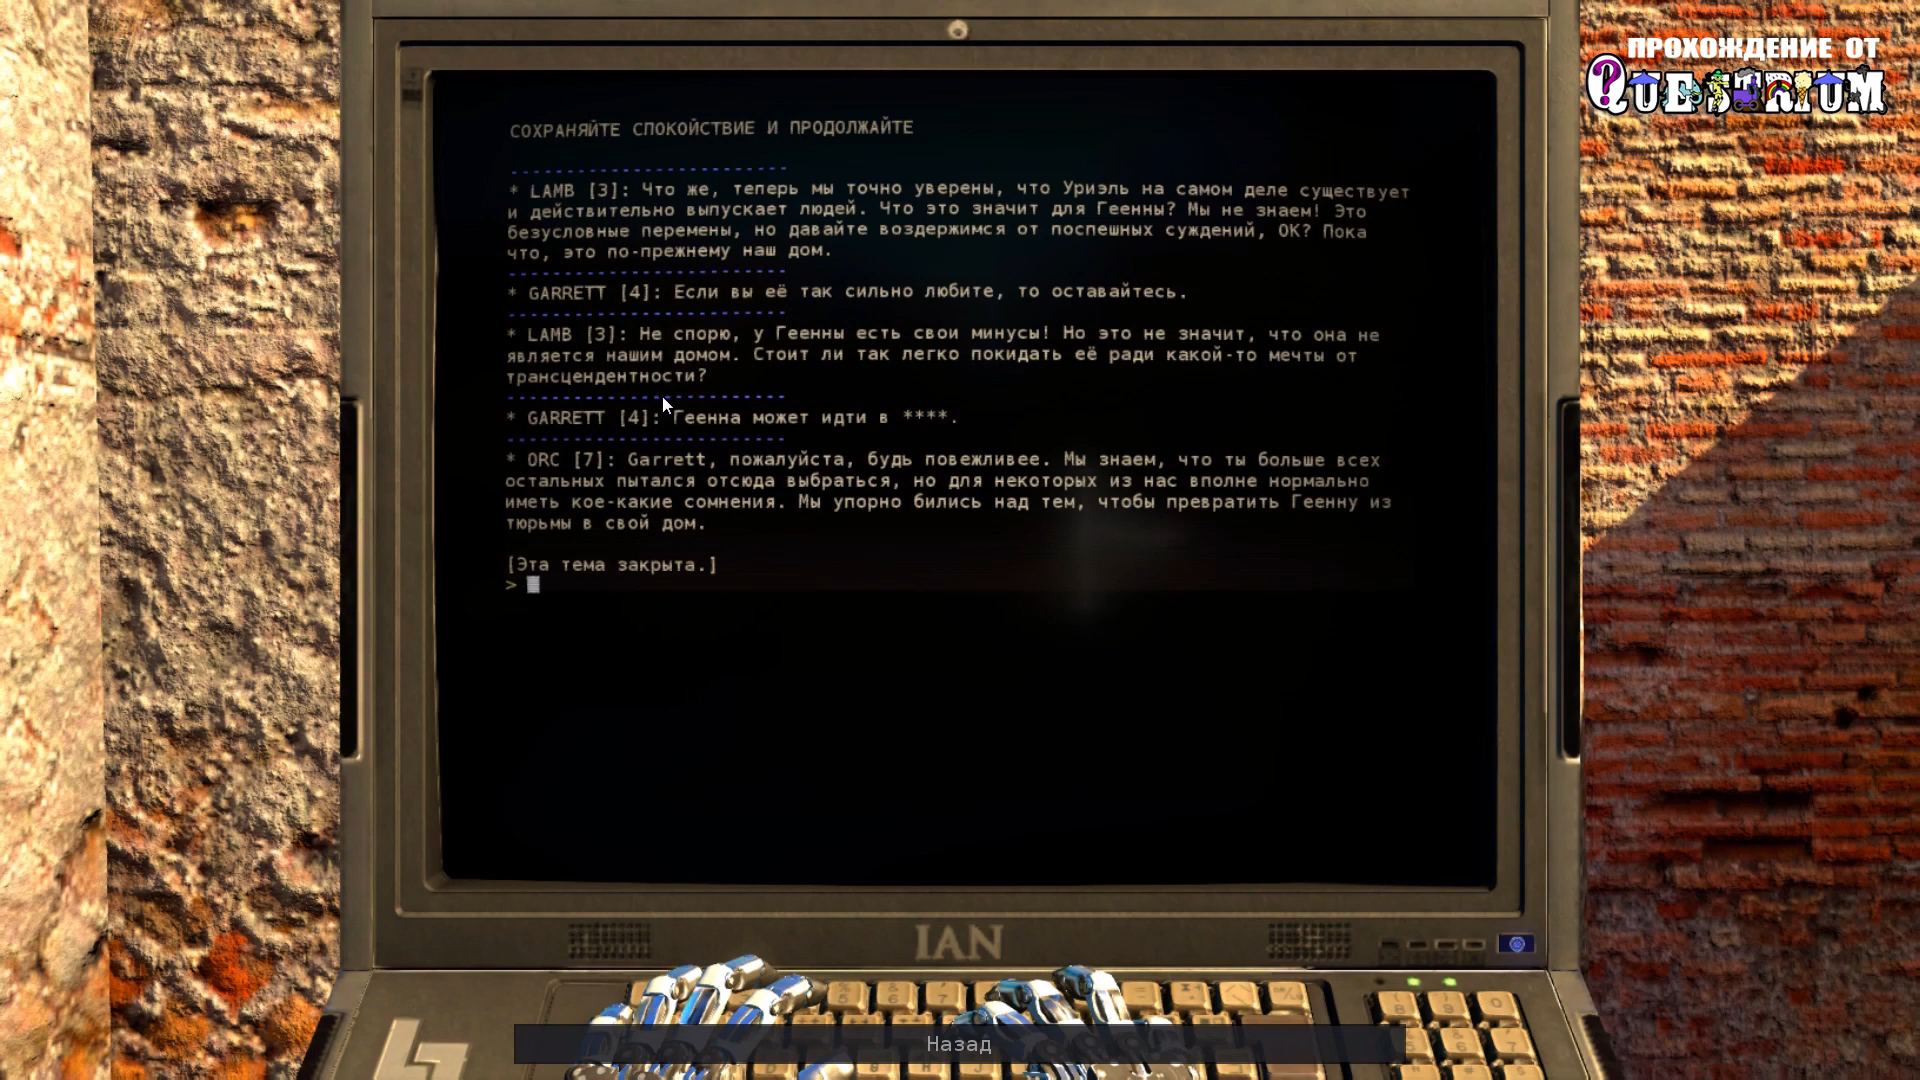 ПРОХОЖДЕНИЕ ОТ
QUESTRIUM
СОХРАНЯЙТЕ СПОКОЙСТВИЕ И ПРОДОЛЖАЙТЕ
* LAMB [3]: Что же, теперь мы точно уверены, что Уриэль на самом деле существует
и действительно выпускает людей. Что это значит для Геенны? Мы не знаем! Это
безусловные перемены, но давайте воздержимся от поспешных суждений, ОК? Пока
что, это по-прежнему наш дом.
* GARRETT [4]: Если вы её так сильно любите, то оставайтесь.
* LAMB [3]: Не спорю, у Геенны есть свои минусы! Но это не значит, что она не
является нашим домом. Стоит ли так легко покидать её ради какой-то мечты от
трансцендентности?
* GARRETT [4]: Геенна может идти в ****.
* ORC [7]: Garrett, пожалуйста, будь повежливее. Мы знаем, что ты больше всех
остальных пытался отсюда выбраться, но для некоторых из нас вполне нормально
иметь кое-какие сомнения. Мы упорно бились над тем, чтобы превратить Геенну из
тюрьмы в свой дом.
[Эта тема закрыта.]
>
IAN
Назад